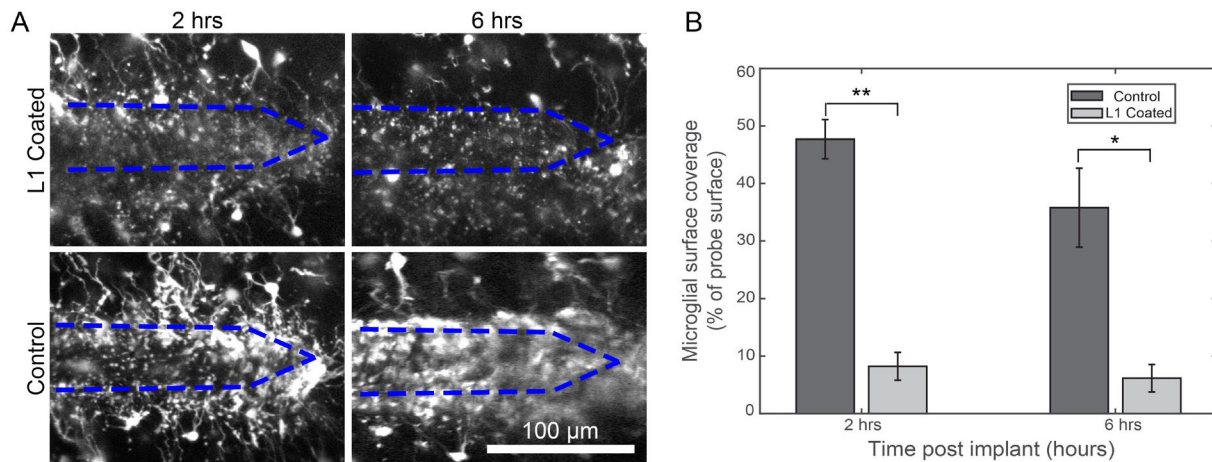 A
2 hrs
6 hrs
L1 Coated
Control
100 µm
B
Microglial surface coverage
(% of probe surface)
60
50
40
30
20
10
0
**
*
Control
L1 Coated
2 hrs
6 hrs
Time post implant (hours)